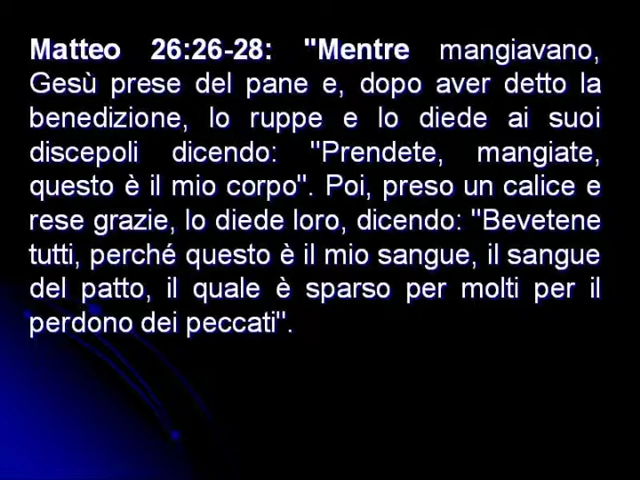 Matteo 26:26-28: "Mentre mangiavano,
Gesù prese del pane e, dopo aver detto la
benedizione, lo ruppe e lo diede ai suoi
discepoli dicendo: "Prendete, mangiate,
questo è il mio corpo". Poi, preso un calice e
rese grazie, lo diede loro, dicendo: "Bevetene
tutti, perché questo è il mio sangue, il sangue
del patto, il quale è sparso per molti per il
perdono dei peccati".